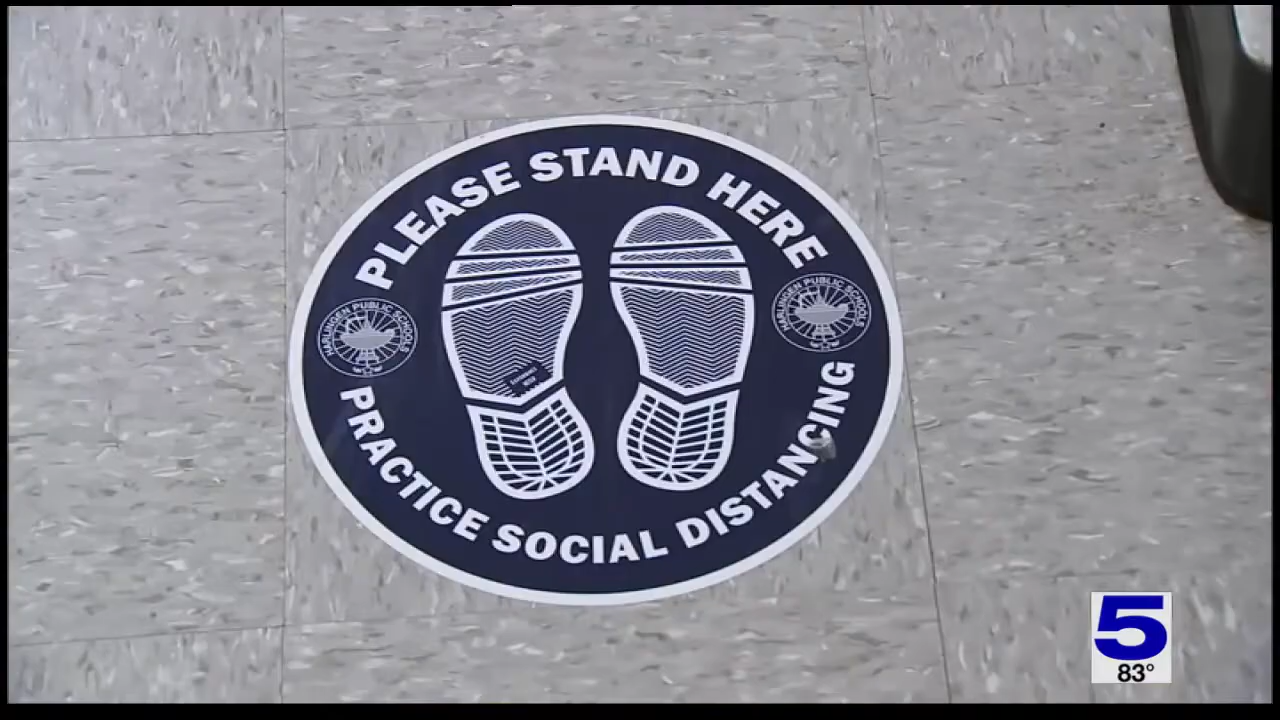 PLEASE STAND HERE
HARLINGEN PUBLIC SCHOOLS
HARLINGEN PUBLIC SCHOOLS
PRACTICE SOCIAL DISTANCING
5
83°